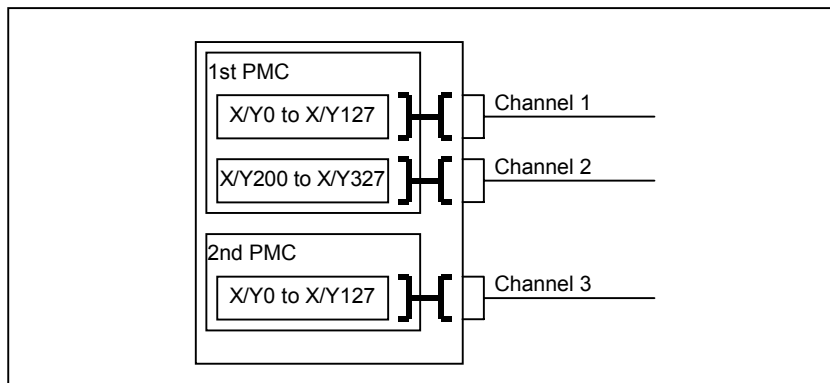 1st PMC
X/Y0 to X/Y127
Channel 1
X/Y200 to X/Y327
Channel 2
2nd PMC
X/Y0 to X/Y127
Channel 3